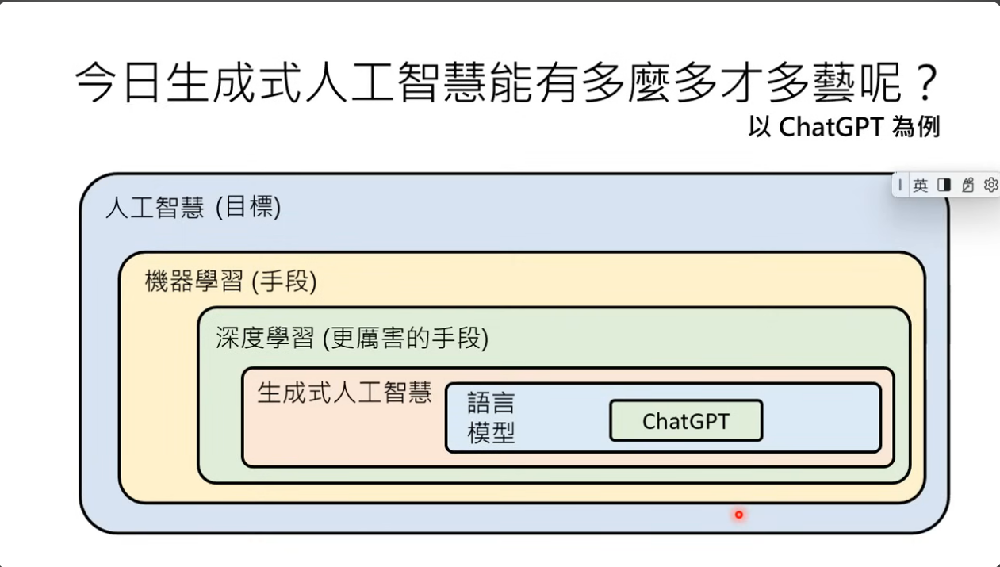 今日生成式人工智慧能有多麼多才多藝呢？
以 ChatGPT 為例
英
人工智慧 (目標)
機器學習 (手段)
深度學習 (更厲害的手段)
生成式人工智慧
語言
模型
ChatGPT